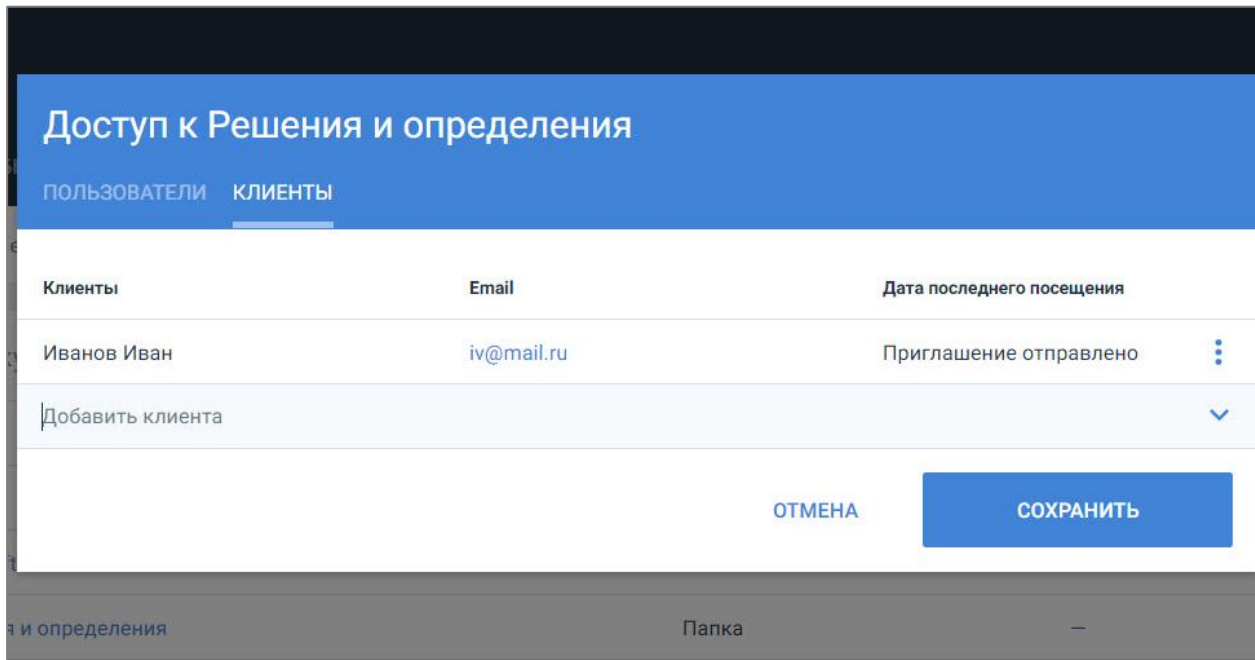 Доступ к Решения и определения
ПОЛЬЗОВАТЕЛИ КЛИЕНТЫ
Клиенты Email Дата последнего посещения
Иванов Иван iv@mail.ru Приглашение отправлено
Добавить клиента
ОТМЕНА СОХРАНИТЬ
и определения Папка —